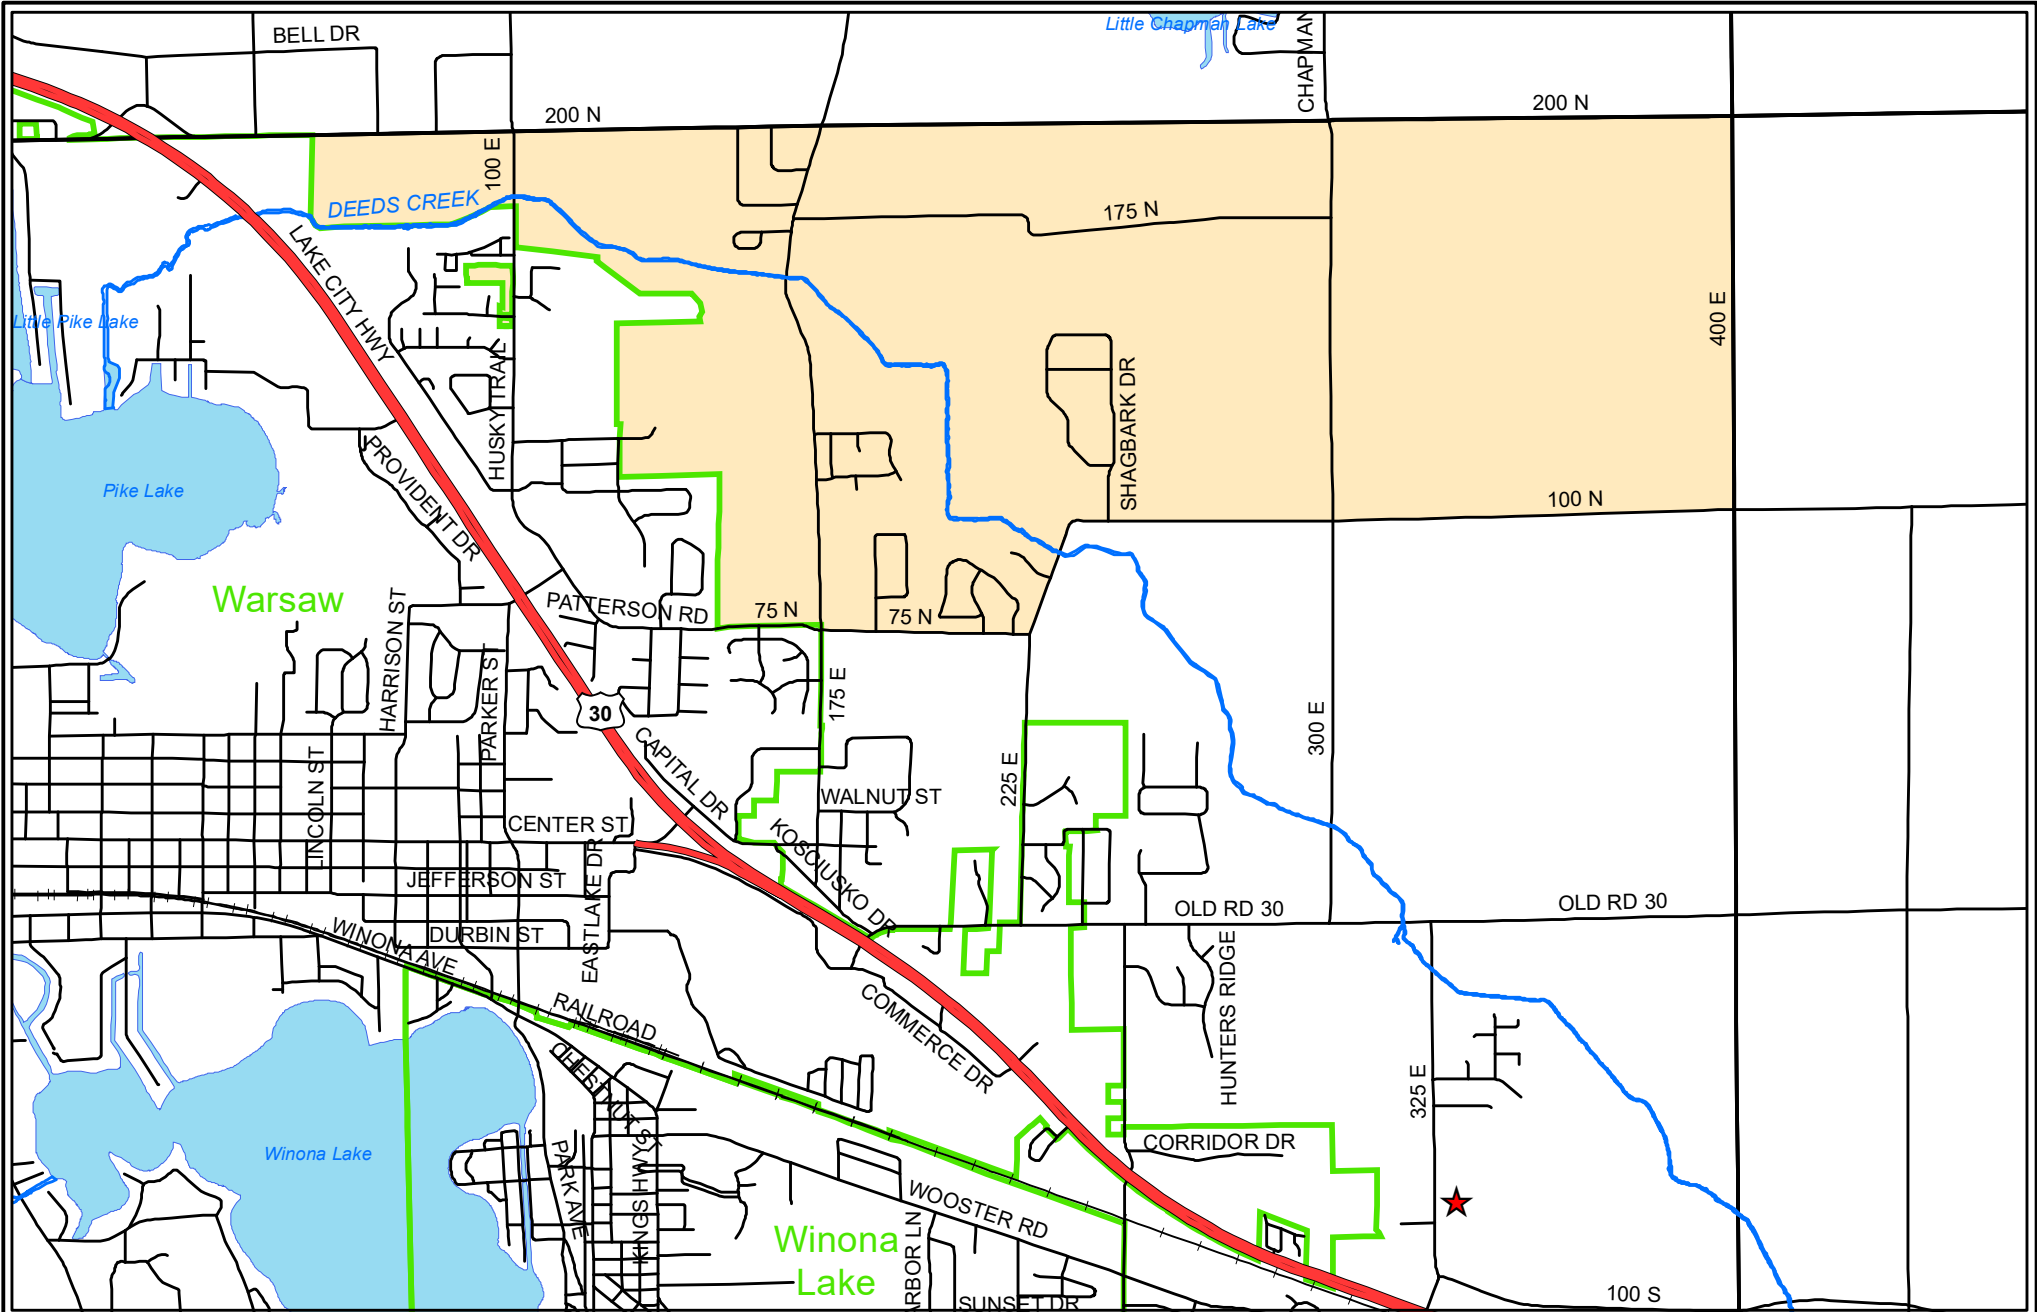 Little Chapman Lake
BELL DR
CHAPMAN
200 N
200 N
100 E
DEEDS CREEK
175 N
LAKE CITY HWY
400 E
Little Pike Lake
HUSKY TRAIL
SHAGBARK DR
PROVIDENT DR
Pike Lake
100 N
Warsaw
HARRISON ST
PATTERSON RD
75 N
75 N
PARKER ST
175 E
30
300 E
CAPITAL DR
225 E
LINCOLN ST
WALNUT ST
CENTER ST
KOSCIUSKO DR
JEFFERSON ST
EASTLAKE DR
OLD RD 30
OLD RD 30
WINONA AVE
DURBIN ST
HUNTERS RIDGE
COMMERCE DR
RAILROAD
325 E
CHESTNUT ST
CORRIDOR DR
Winona Lake
PARK AVE
KINGS HWY
WOOSTER RD
Winona
Lake
ARBOR LN
SUNSET DR
100 S